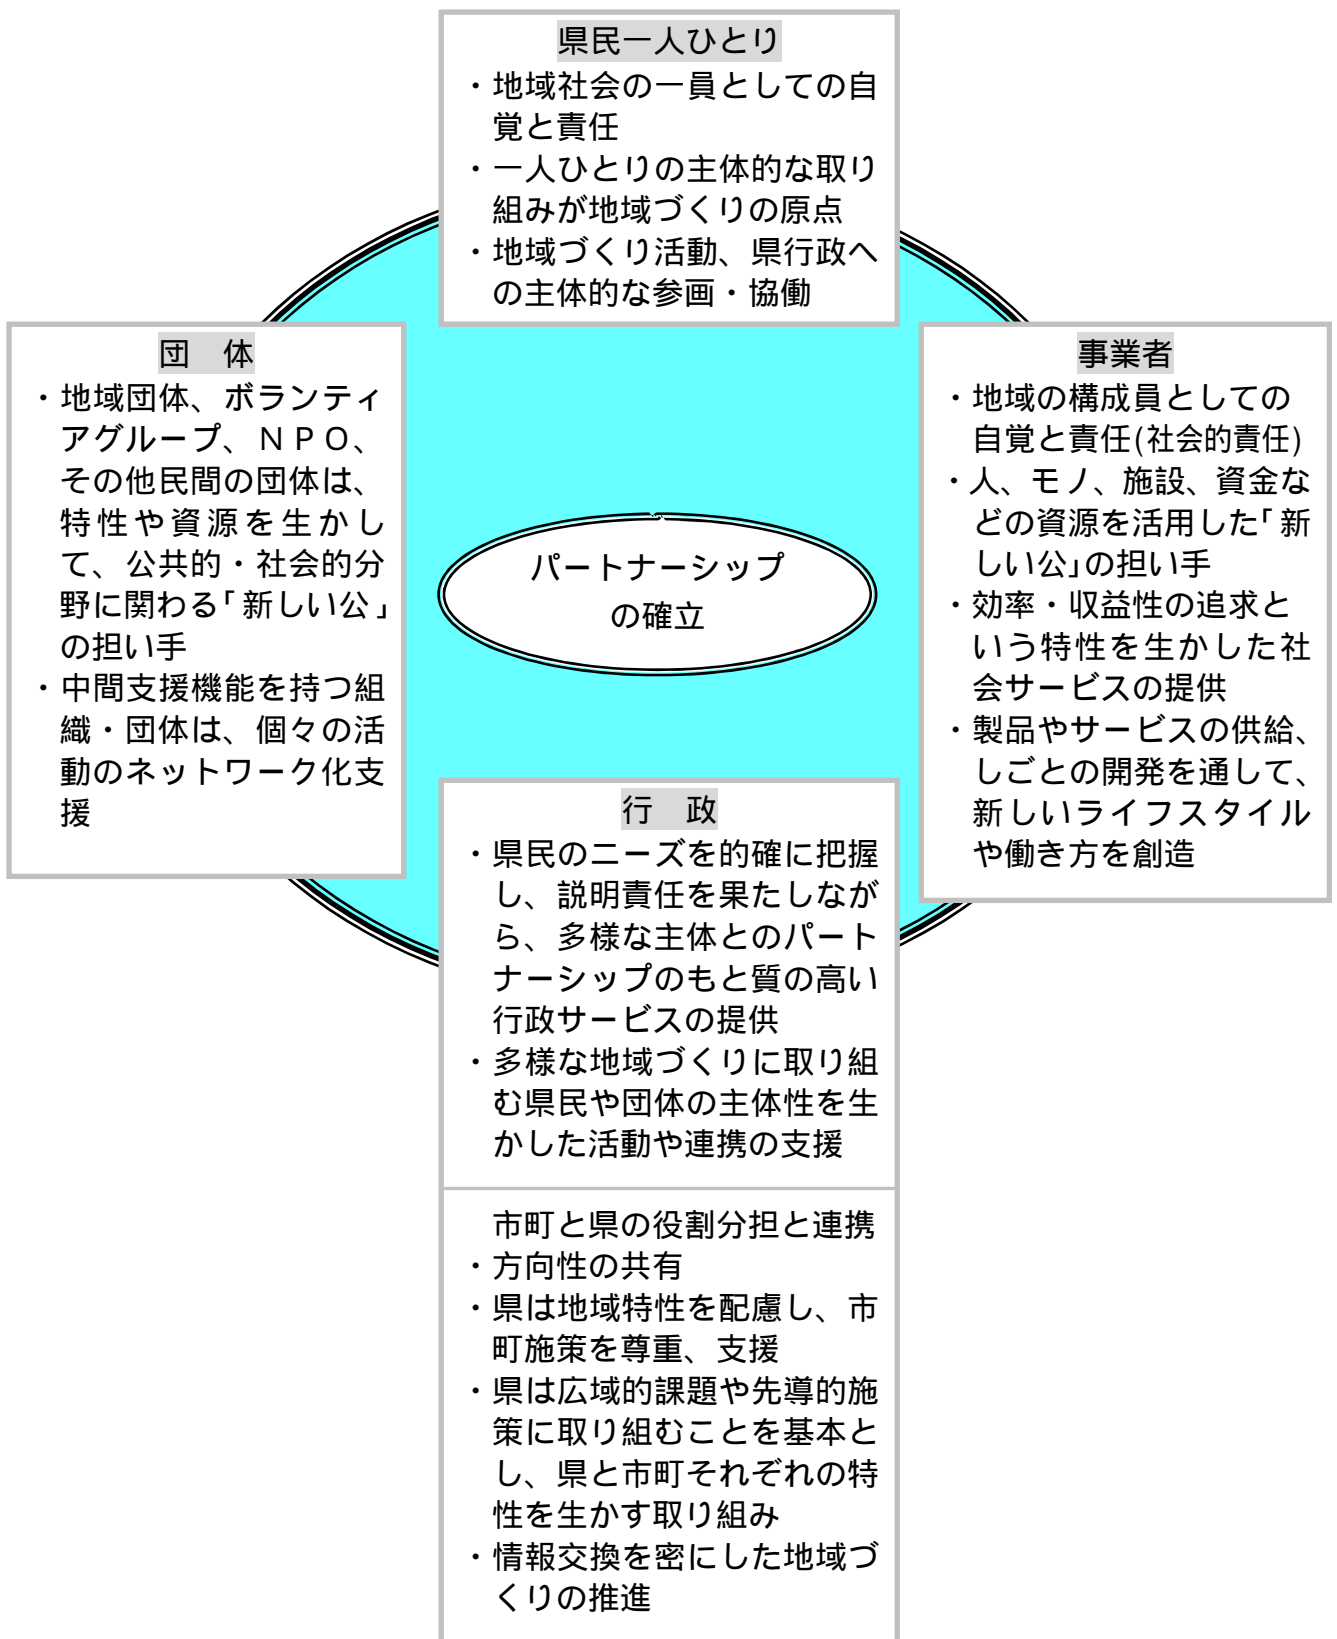 県民一人ひとり
・地域社会の一員としての自
覚と責任
・一人ひとりの主体的な取り
組みが地域づくりの原点
・地域づくり活動、県行政へ
の主体的な参画・協働
団　体
・地域団体、ボランティ
アグループ、ＮＰＯ、
その他民間の団体は、
特性や資源を生かし
て、公共的・社会的分
野に関わる「新しい公」
の担い手
・中間支援機能を持つ組
織・団体は、個々の活
動のネットワーク化支
援
パートナーシップ
の確立
事業者
・地域の構成員としての
自覚と責任(社会的責任)
・人、モノ、施設、資金な
どの資源を活用した「新
しい公」の担い手
・効率・収益性の追求と
いう特性を生かした社
会サービスの提供
・製品やサービスの供給、
しごとの開発を通して、
新しいライフスタイル
や働き方を創造
行　政
・県民のニーズを的確に把握
し、説明責任を果たしなが
ら、多様な主体とのパート
ナーシップのもと質の高い
行政サービスの提供
・多様な地域づくりに取り組
む県民や団体の主体性を生
かした活動や連携の支援
市町と県の役割分担と連携
・方向性の共有
・県は地域特性を配慮し、市
町施策を尊重、支援
・県は広域的課題や先導的施
策に取り組むことを基本と
し、県と市町それぞれの特
性を生かす取り組み
・情報交換を密にした地域づ
くりの推進